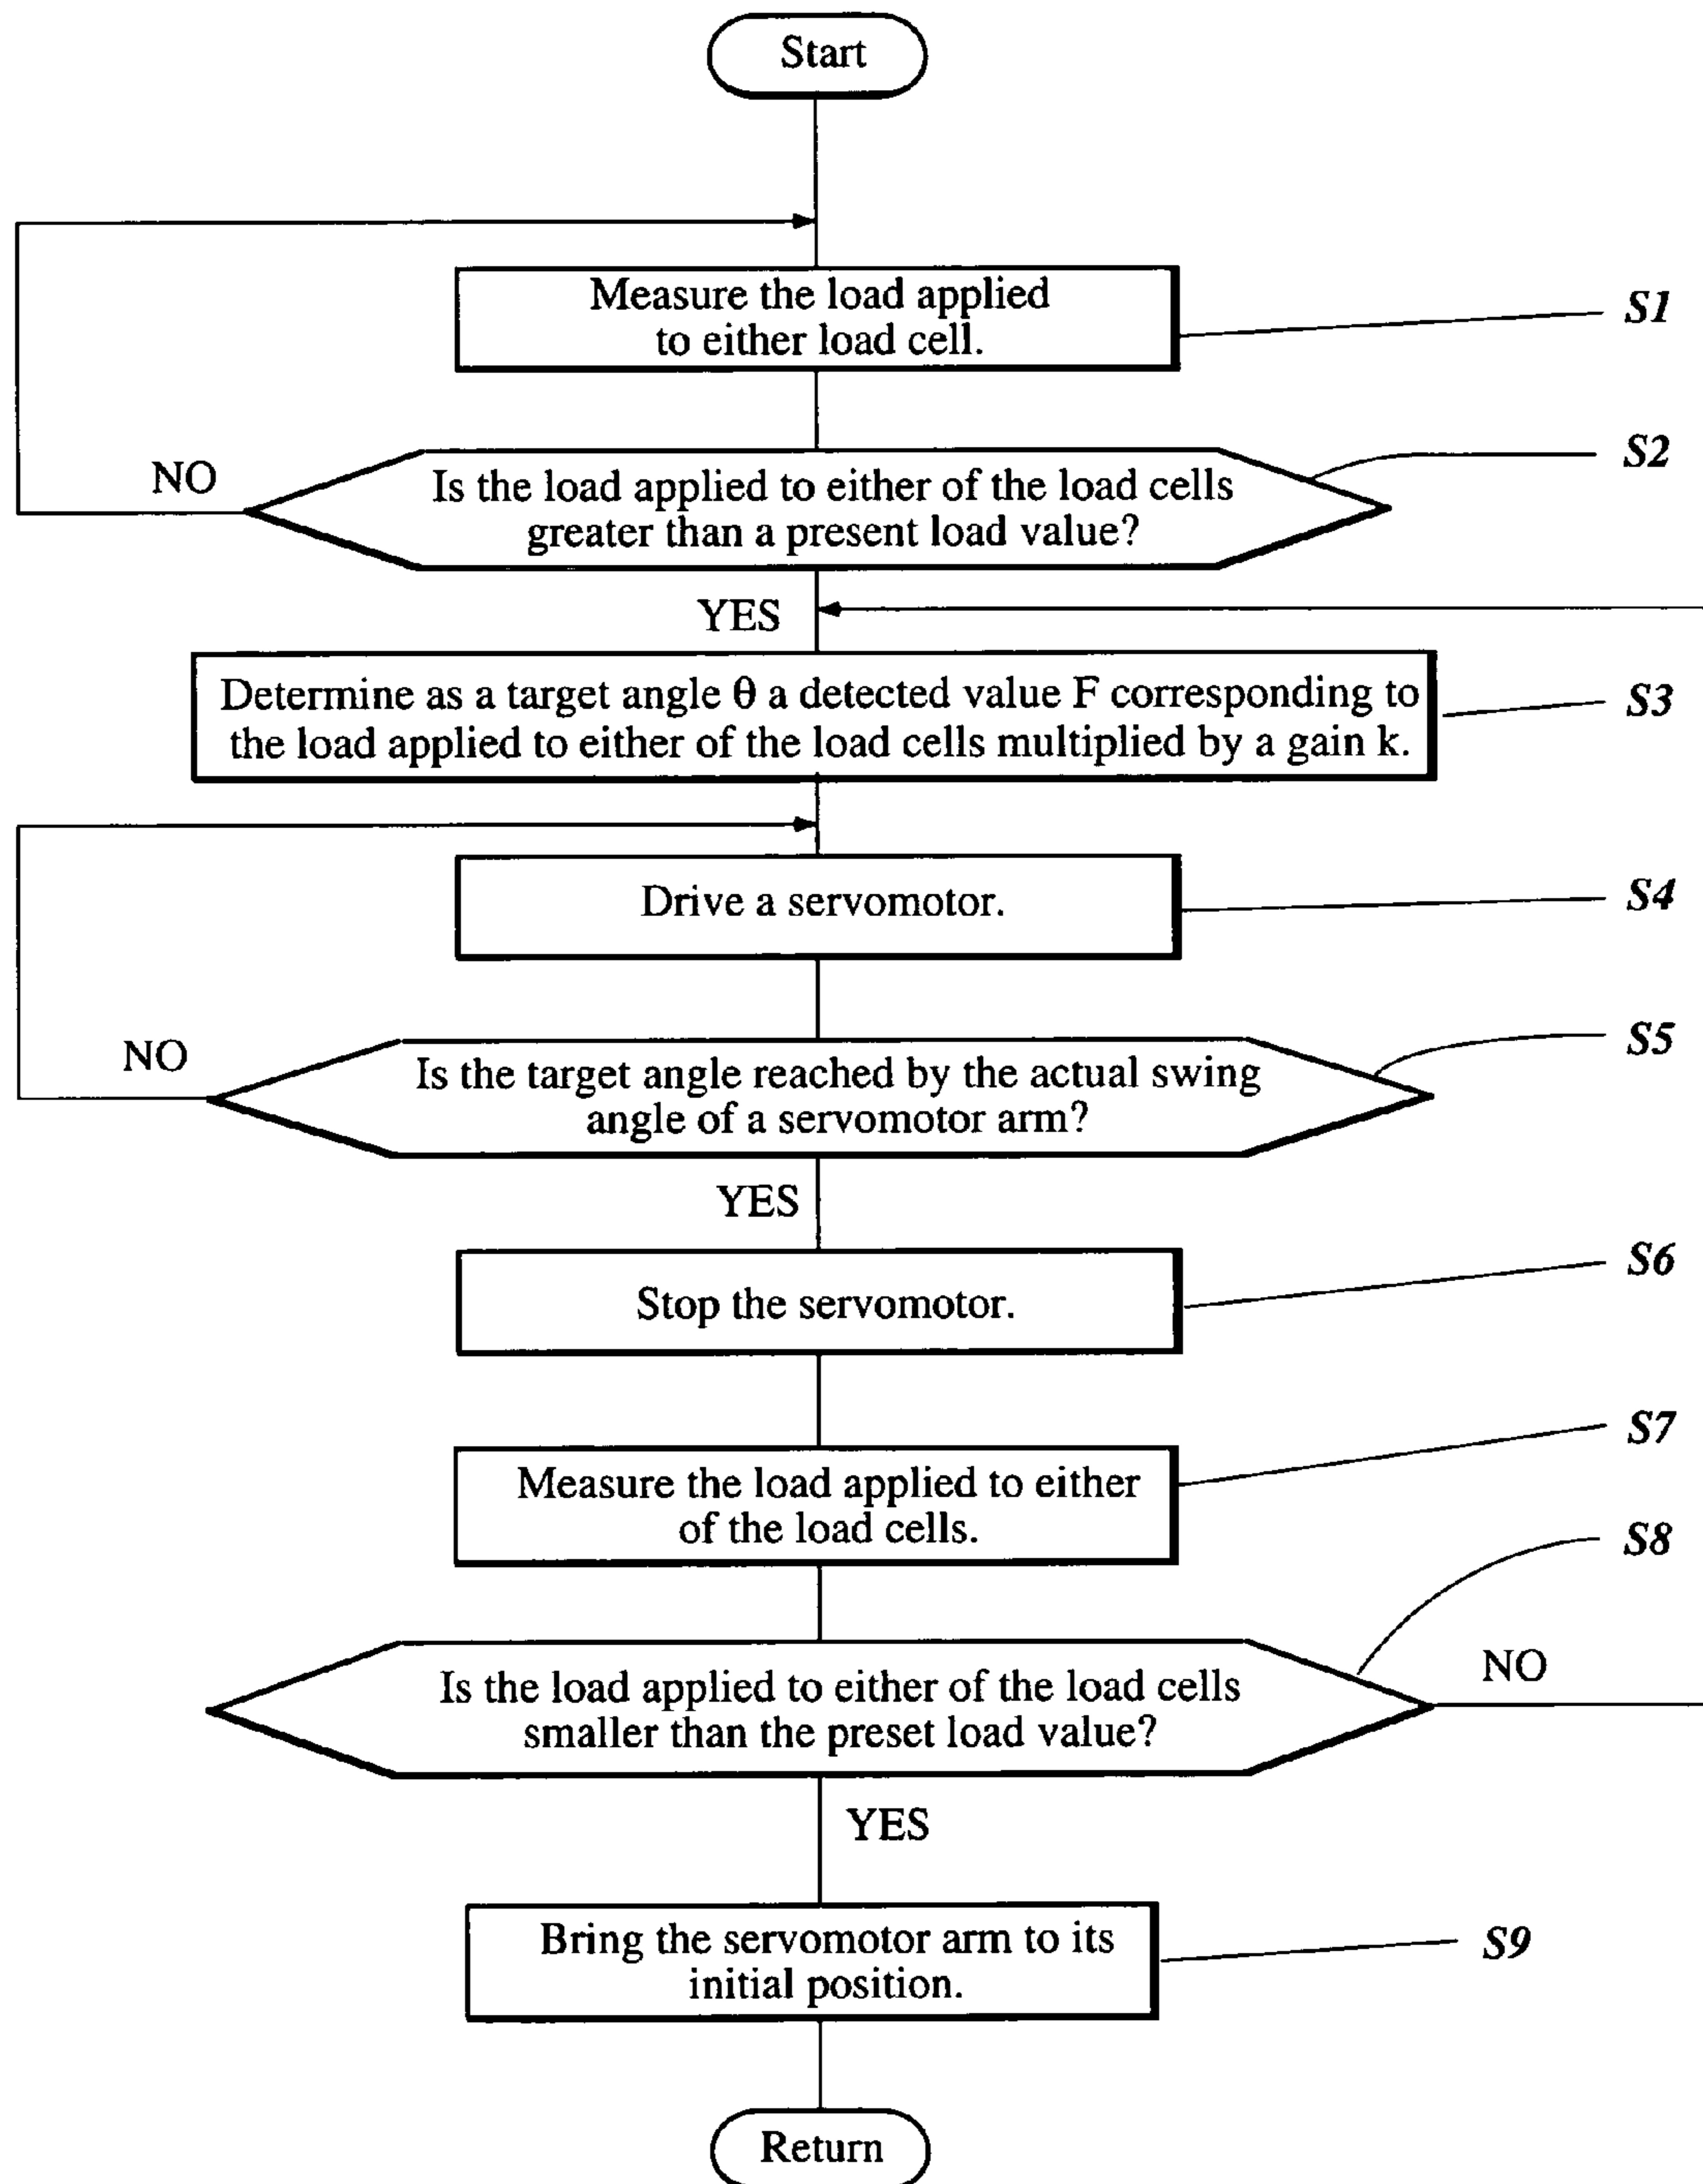 Start
Measure the load applied
to either load cell.
S1
S2
NO
Is the load applied to either of the load cells
greater than a present load value?
YES
Determine as a target angle θ a detected value F corresponding to
the load applied to either of the load cells multiplied by a gain k.
S3
Drive a servomotor.
S4
S5
NO
Is the target angle reached by the actual swing
angle of a servomotor arm?
YES
Stop the servomotor.
S6
Measure the load applied to either
of the load cells.
S7
S8
Is the load applied to either of the load cells
smaller than the preset load value?
NO
YES
Bring the servomotor arm to its
initial position.
S9
Return